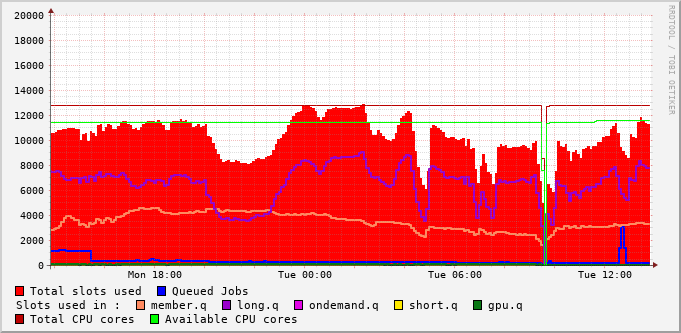 20000
18000
16000
14000
12000
10000
8000
6000
4000
2000
0
Mon 18:00 Tue 00:00 Tue 06:00 Tue 12:00
Total slots used Queued Jobs
Slots used in : member.q long.q ondemand.q short.q gpu.q
Total CPU cores Available CPU cores
RRDTOOL / TOBI OETIKER